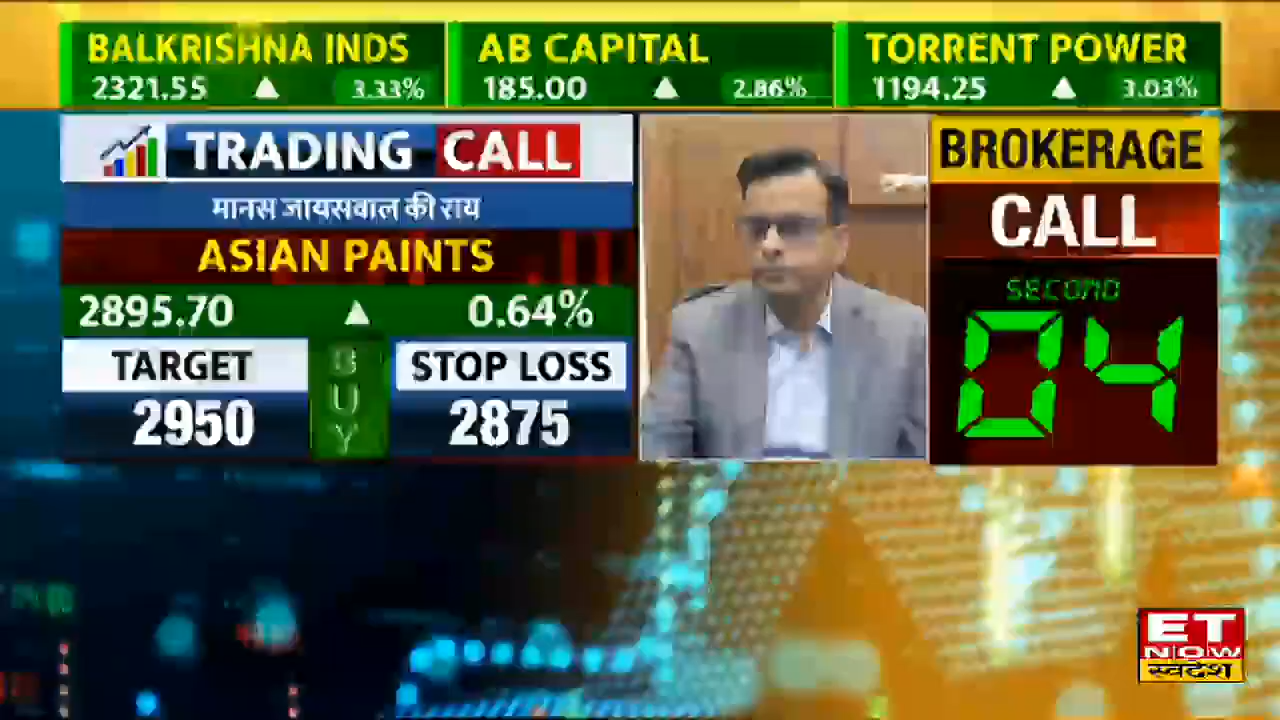 BALKRISHNA INDS
2321.55 ▲ 3.33%
AB CAPITAL
185.00 ▲ 2.86%
TORRENT POWER
1194.25 ▲ 3.03%
TRADING CALL
मानस जायसवाल की राय
ASIAN PAINTS
2895.70 ▲ 0.64%
TARGET
2950
BUY
STOP LOSS
2875
BROKERAGE
CALL
SECOND
04
ET
NOW
स्वदेश